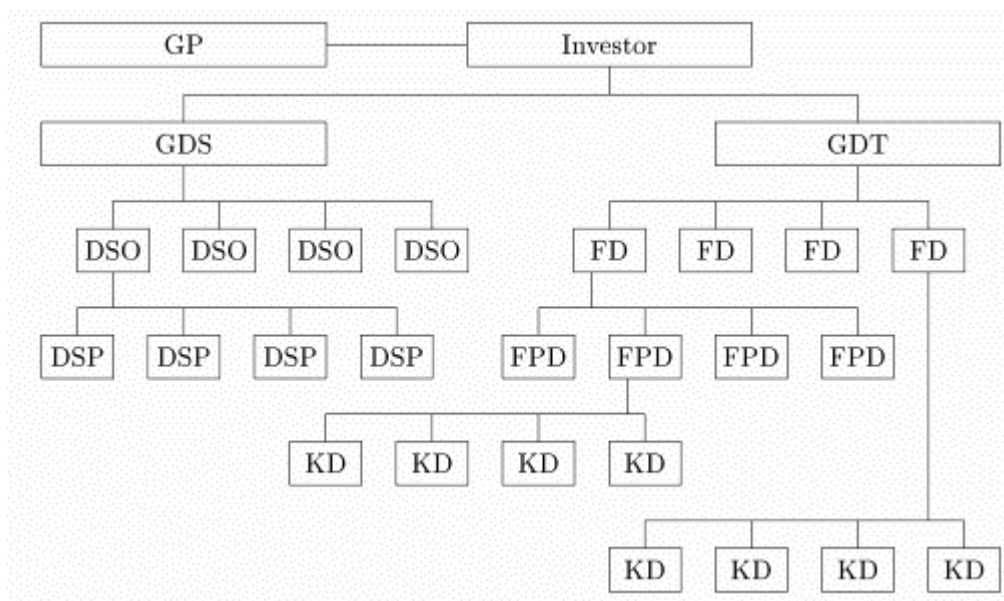 GP Investor
GDS GDT
DSO DSO DSO DSO FD FD FD FD
DSP DSP DSP DSP FPD FPD FPD FPD
KD KD KD KD
KD KD KD KD